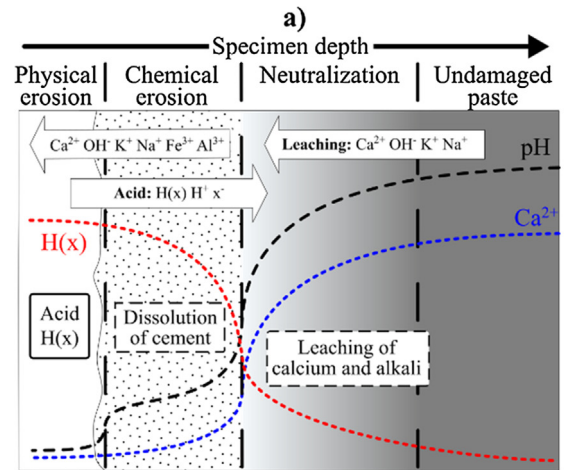 a)
Specimen depth
Physical erosion
Chemical erosion
Neutralization
Undamaged paste
Ca²⁺ OH⁻ K⁺ Na⁺ Fe³⁺ Al³⁺
Leaching: Ca²⁺ OH⁻ K⁺ Na⁺
pH
Acid: H(x) H⁺ x⁻
H(x)
Ca²⁺
Acid
H(x)
Dissolution
of cement
Leaching of
calcium and alkali